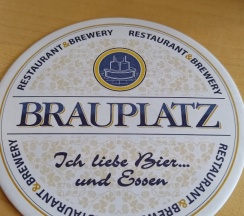 RESTAURANT & BREWERY
RESTAURANT & BREWERY
BRAUPLATZ
Ich liebe Bier...
und Essen
RESTAURANT & BREWERY
RESTAURANT & BREWERY